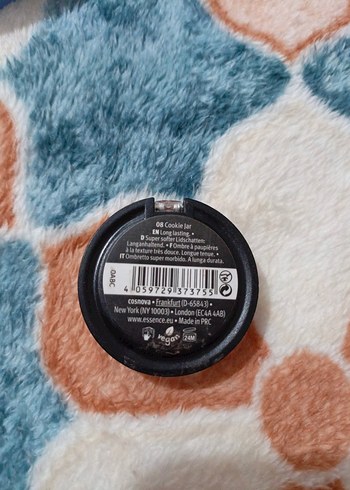 08 Cookie Jar
EN Long lasting. •
D Super softer Lidschatten:
Langanhaltend. • F Ombre à paupières
à la texture très douce. Longue tenue. •
IT Ombretto super morbido. A lunga durata.
0ABC
4 059729 373755
cosnova • Frankfurt (D-65843) •
New York (NY 10003) • London (EC4A 4AB)
www.essence.eu • Made in PRC
vegan
24M